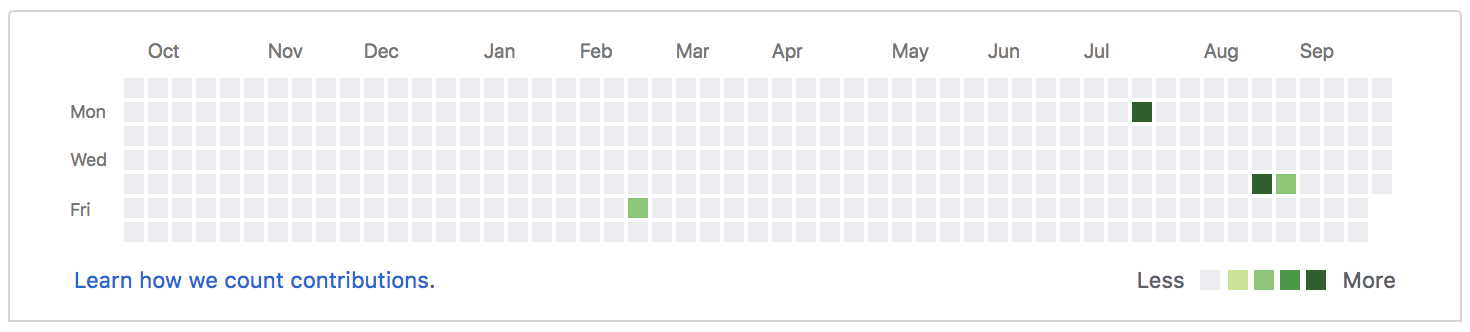 Oct Nov Dec Jan Feb Mar Apr May Jun Jul Aug Sep
Mon
Wed
Fri
Learn how we count contributions. Less More